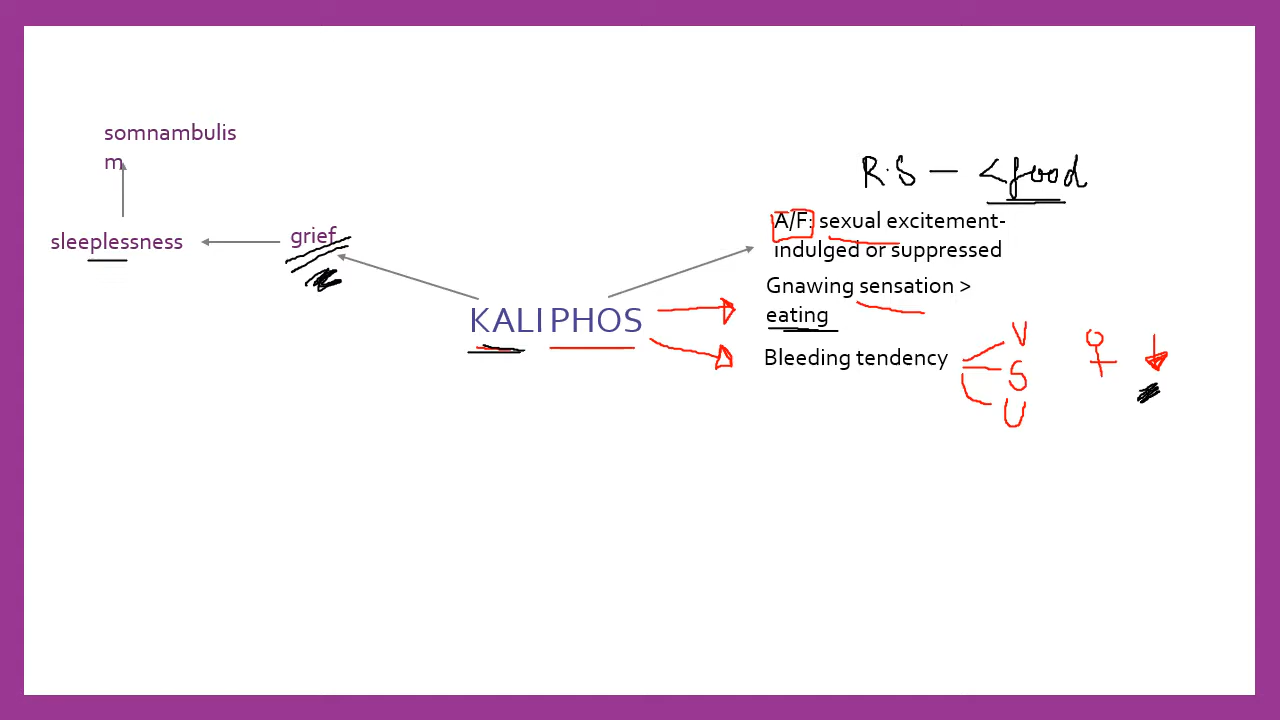 somnambulis
m
sleeplessness
grief
KALI PHOS
R.S — <food
A/F: sexual excitement-
indulged or suppressed
Gnawing sensation >
eating
Bleeding tendency
V
S
U
♀ ↓